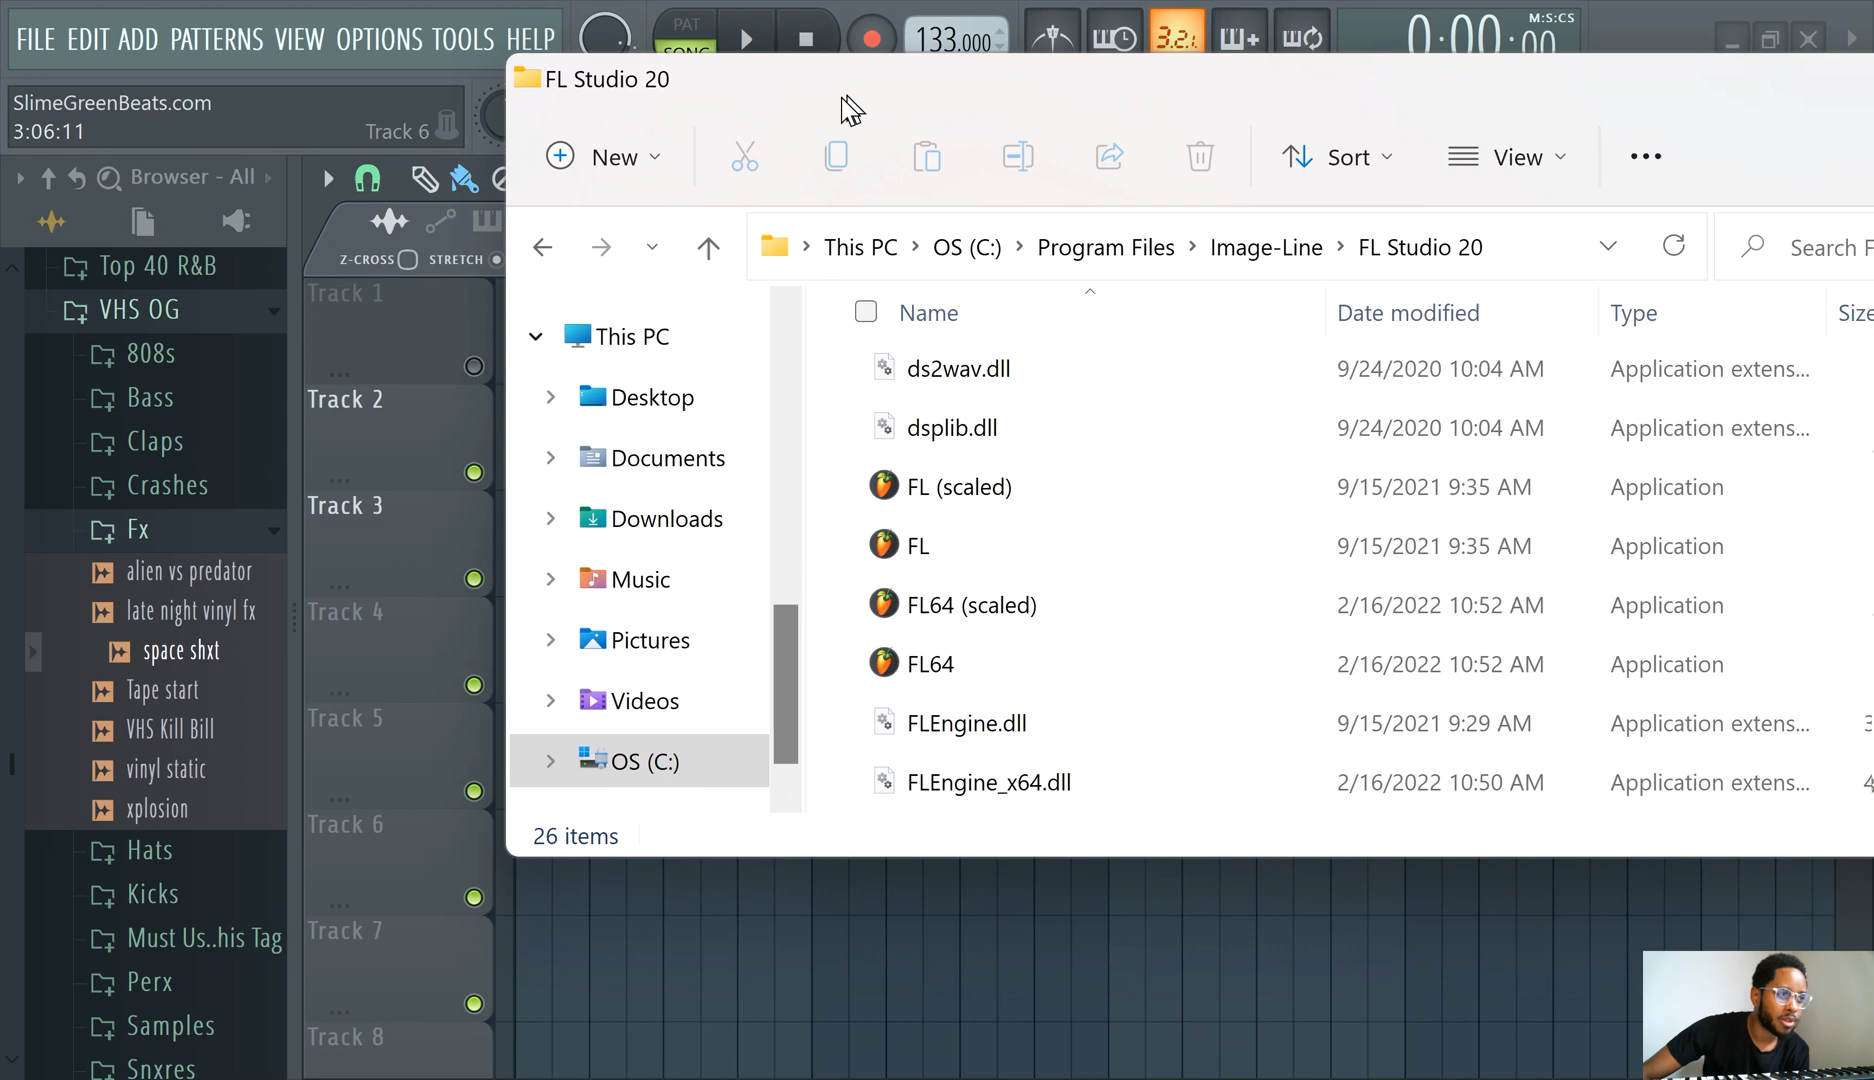 FILE EDIT ADD PATTERNS VIEW OPTIONS TOOLS HELP
PAT
SONG
133.000
3.2.1
M:S:CS
0:00:00
SlimeGreenBeats.com
3:06:11
Track 6
Browser - All
Top 40 R&B
VHS OG
808s
Bass
Claps
Crashes
Fx
alien vs predator
late night vinyl fx
space shxt
Tape start
VHS Kill Bill
vinyl static
xplosion
Hats
Kicks
Must Us..his Tag
Perx
Samples
Snxres
Z-CROSS
STRETCH
Track 1
Track 2
Track 3
Track 4
Track 5
Track 6
Track 7
Track 8
FL Studio 20
New
Sort
View
This PC
OS (C:)
Program Files
Image-Line
FL Studio 20
Search F
This PC
Desktop
Documents
Downloads
Music
Pictures
Videos
OS (C:)
Name Date modified Type Size
ds2wav.dll 9/24/2020 10:04 AM Application extens...
dsplib.dll 9/24/2020 10:04 AM Application extens...
FL (scaled) 9/15/2021 9:35 AM Application
FL 9/15/2021 9:35 AM Application
FL64 (scaled) 2/16/2022 10:52 AM Application
FL64 2/16/2022 10:52 AM Application
FLEngine.dll 9/15/2021 9:29 AM Application extens... 3
FLEngine_x64.dll 2/16/2022 10:50 AM Application extens... 4
26 items